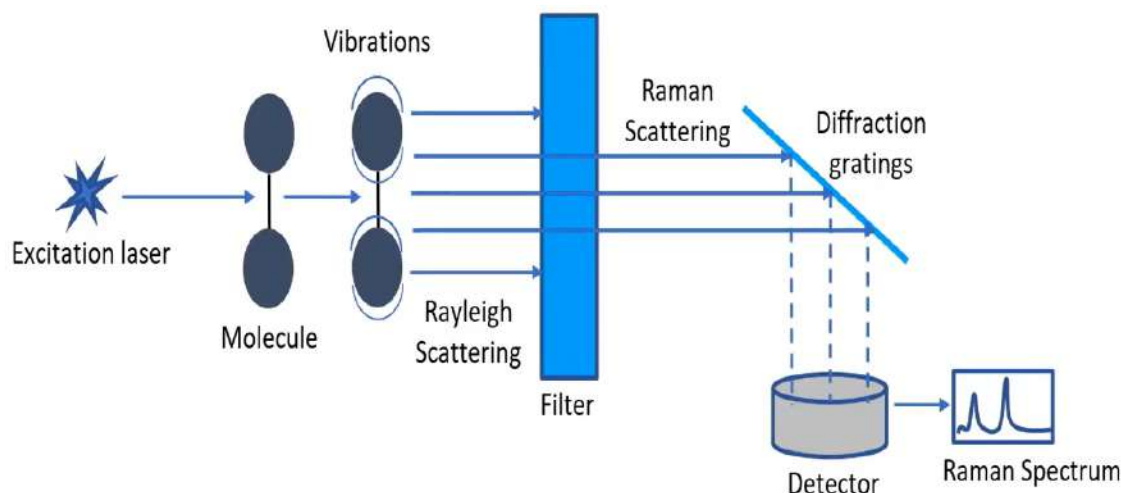 Vibrations
Raman
Scattering
Diffraction
gratings
Excitation laser
Molecule
Rayleigh
Scattering
Filter
Detector
Raman Spectrum